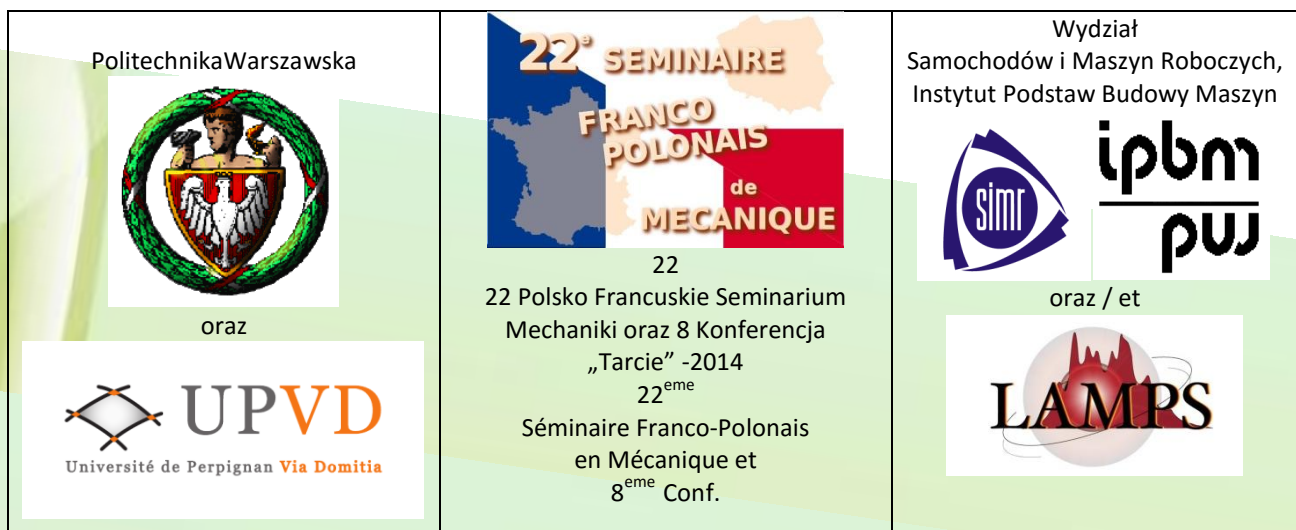 PolitechnikaWarszawska
oraz
UPVD
Université de Perpignan Via Domitia
22e SEMINAIRE
FRANCO
POLONAIS
de
MECANIQUE
22
22 Polsko Francuskie Seminarium
Mechaniki oraz 8 Konferencja
„Tarcie” -2014
22eme
Séminaire Franco-Polonais
en Mécanique et
8eme Conf.
Wydział
Samochodów i Maszyn Roboczych,
Instytut Podstaw Budowy Maszyn
simr
ipbm
pw
oraz / et
LAMPS